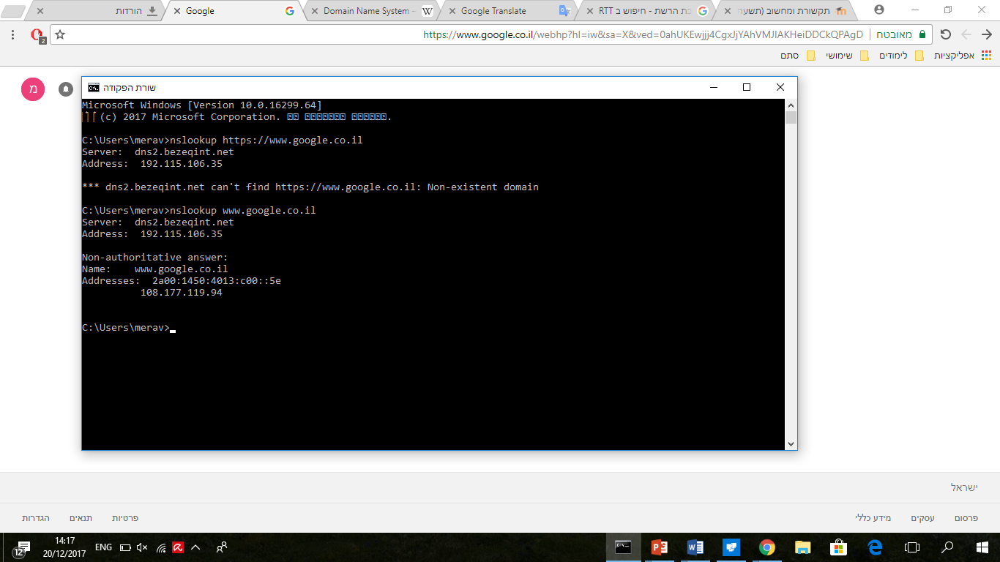 הורדות
Google
Domain Name System –
Google Translate
בת הרשת - חיפוש ב RTT
תקשורת ומחשוב (תשעח
https://www.google.co.il/webhp?hl=iw&sa=X&ved=0ahUKEwjjj4CgxJjYAhVMJlAKHeiDDCkQPAgD
מאובטח
2
אפליקציות
לימודים
שימושי
סתם
מ
שורת הפקודה
Microsoft Windows [Version 10.0.16299.64]
(c) 2017 Microsoft Corporation.
C:\Users\merav>nslookup https://www.google.co.il
Server:  dns2.bezeqint.net
Address:  192.115.106.35
*** dns2.bezeqint.net can't find https://www.google.co.il: Non-existent domain
C:\Users\merav>nslookup www.google.co.il
Server:  dns2.bezeqint.net
Address:  192.115.106.35
Non-authoritative answer:
Name:    www.google.co.il
Addresses:  2a00:1450:4013:c00::5e
108.177.119.94
C:\Users\merav>
ישראל
פרסום
עסקים
מידע כללי
פרטיות
תנאים
הגדרות
12
14:17
20/12/2017
ENG